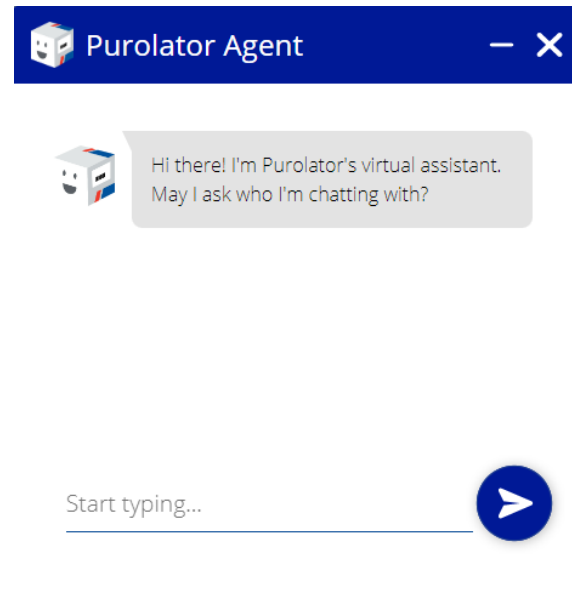 Purolator Agent
Hi there! I'm Purolator's virtual assistant.
May I ask who I'm chatting with?
Start typing...